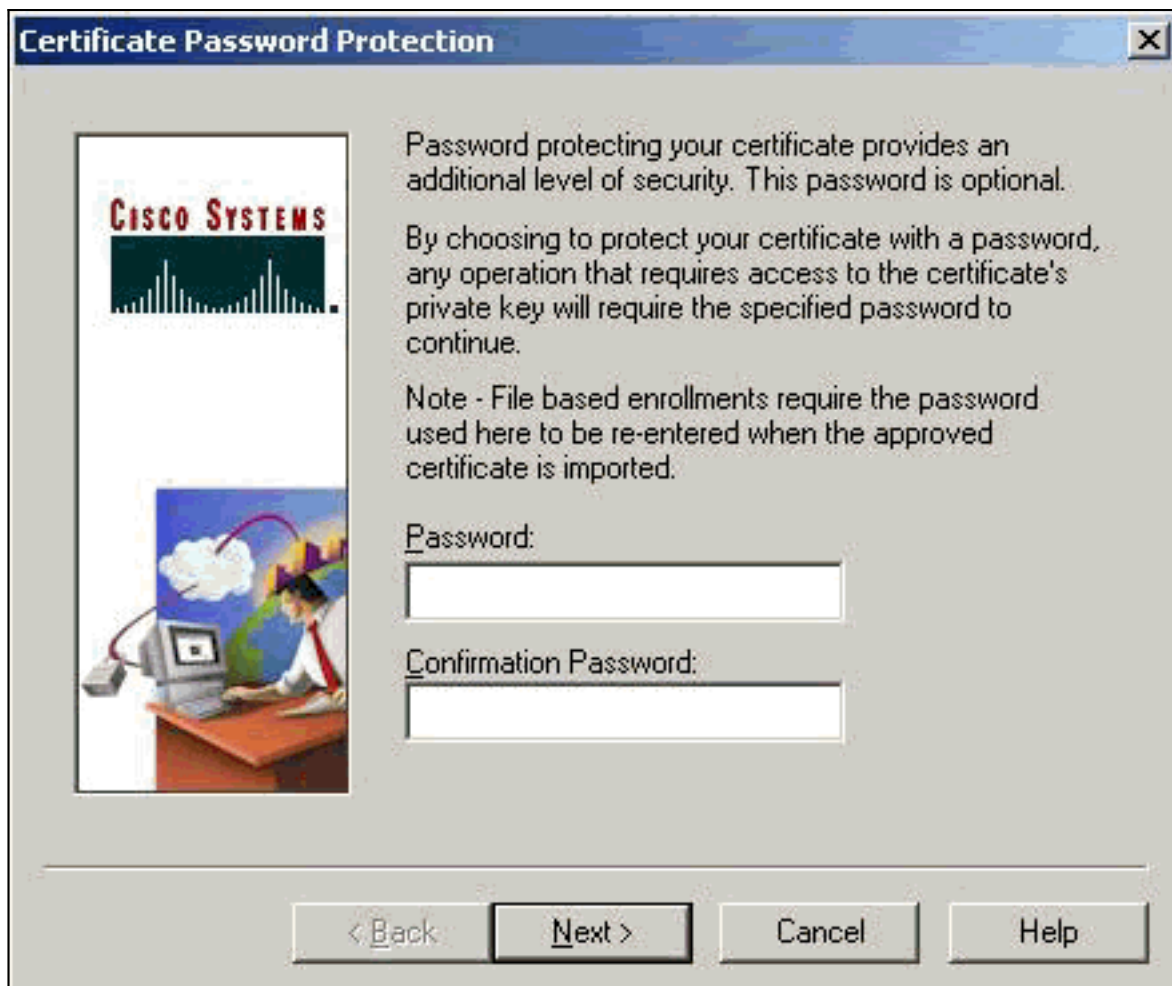 Certificate Password Protection
CISCO SYSTEMS
Password protecting your certificate provides an
additional level of security. This password is optional.
By choosing to protect your certificate with a password,
any operation that requires access to the certificate's
private key will require the specified password to
continue.
Note - File based enrollments require the password
used here to be re-entered when the approved
certificate is imported.
Password:
Confirmation Password:
< Back
Next >
Cancel
Help